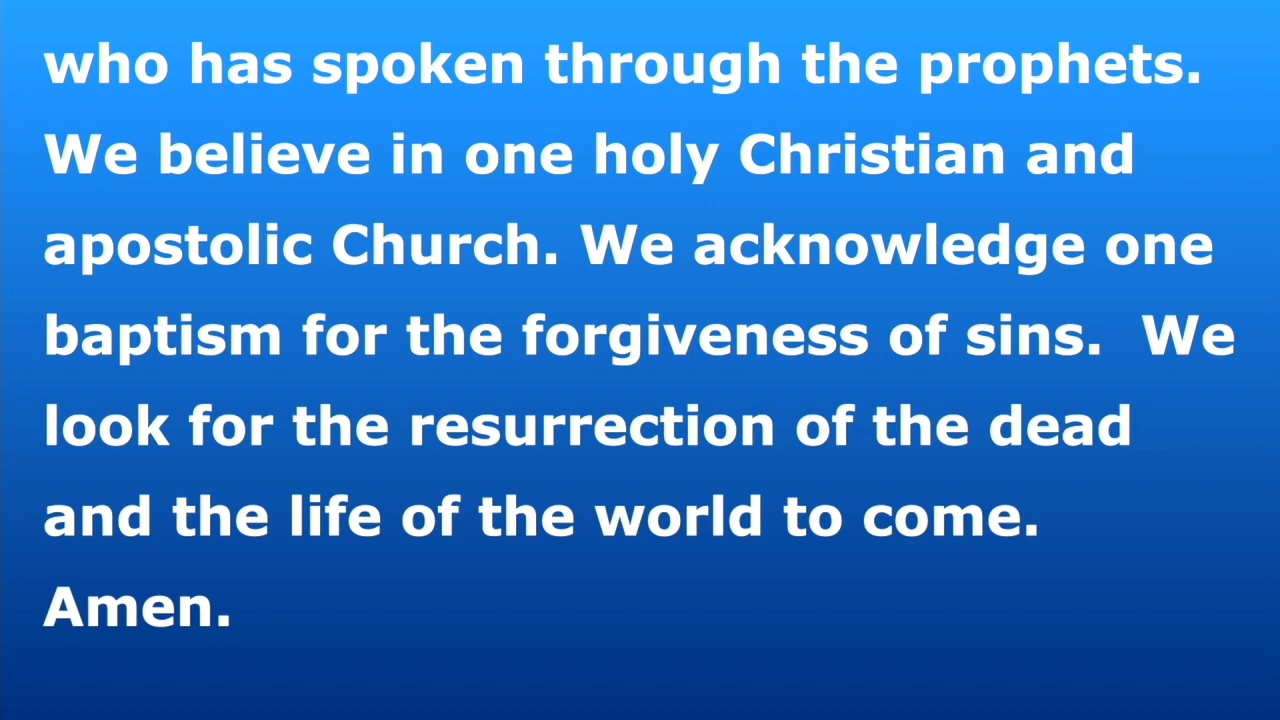 who has spoken through the prophets.
We believe in one holy Christian and
apostolic Church. We acknowledge one
baptism for the forgiveness of sins.  We
look for the resurrection of the dead
and the life of the world to come.
Amen.